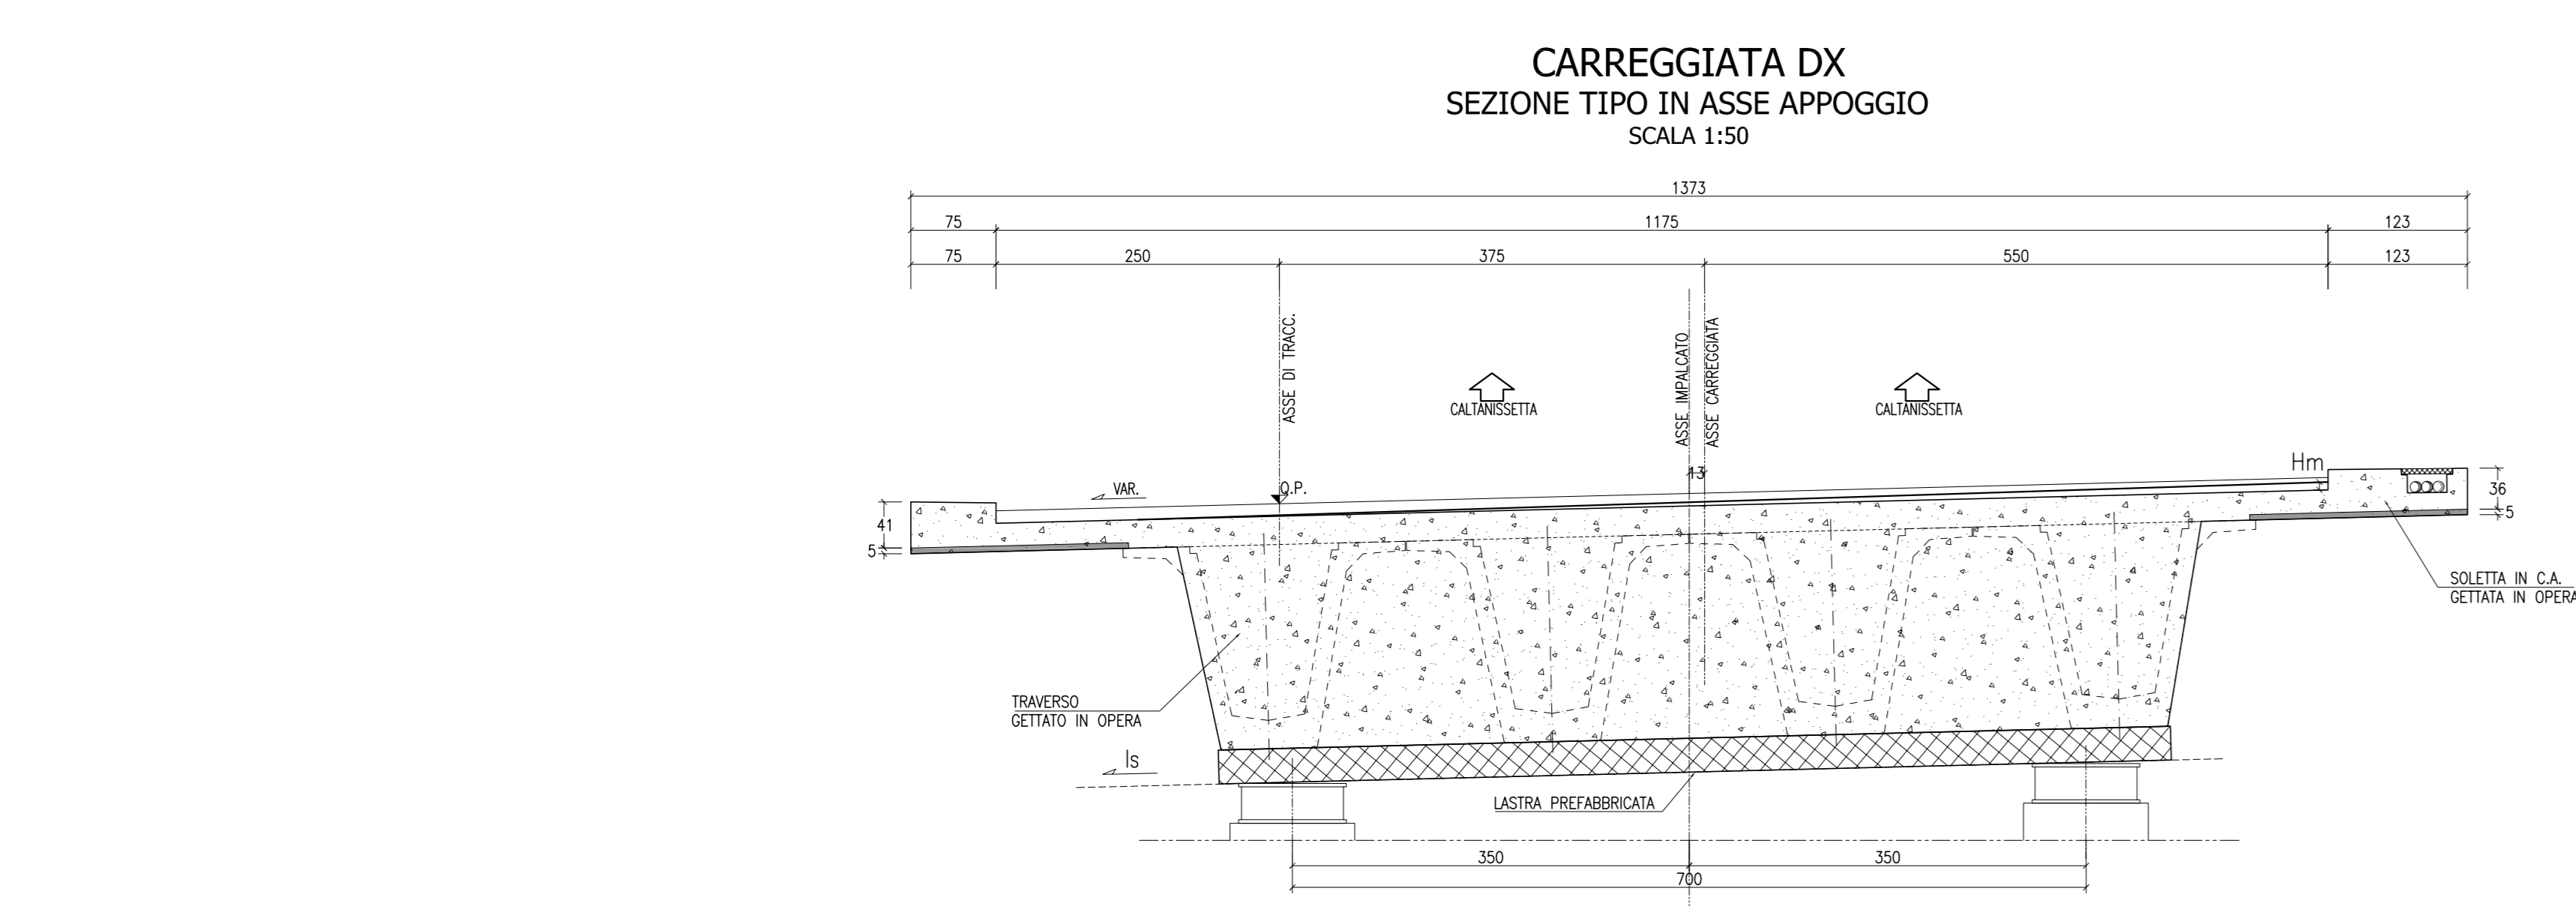 CARREGGIATA DX
SEZIONE TIPO IN ASSE APPOGGIO
SCALA 1:50
1373
75 1175 123
75 250 375 550 123
ASSE DI TRACC.
ASSE IMPALCATO
ASSE CARREGGIATA
CALTANISSETTA
CALTANISSETTA
13
Hm
VAR.
Q.P.
41
5
36
5
SOLETTA IN C.A.
GETTATA IN OPERA
TRAVERSO
GETTATO IN OPERA
Is
LASTRA PREFABBRICATA
350 350
700